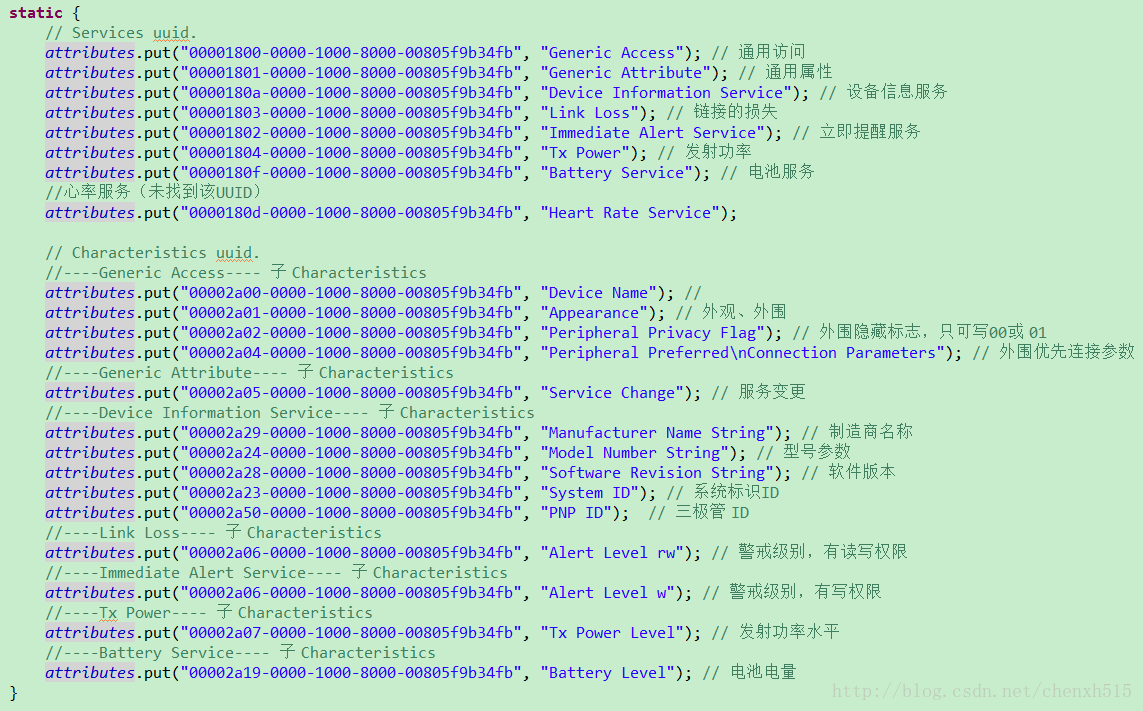 static {
    // Services uuid.
    attributes.put("00001800-0000-1000-8000-00805f9b34fb", "Generic Access"); // 通用访问
    attributes.put("00001801-0000-1000-8000-00805f9b34fb", "Generic Attribute"); // 通用属性
    attributes.put("0000180a-0000-1000-8000-00805f9b34fb", "Device Information Service"); // 设备信息服务
    attributes.put("00001803-0000-1000-8000-00805f9b34fb", "Link Loss"); // 链接的损失
    attributes.put("00001802-0000-1000-8000-00805f9b34fb", "Immediate Alert Service"); // 立即提醒服务
    attributes.put("00001804-0000-1000-8000-00805f9b34fb", "Tx Power"); // 发射功率
    attributes.put("0000180f-0000-1000-8000-00805f9b34fb", "Battery Service"); // 电池服务
    //心率服务（未找到该UUID）
    attributes.put("0000180d-0000-1000-8000-00805f9b34fb", "Heart Rate Service");
    // Characteristics uuid.
    //----Generic Access---- 子 Characteristics
    attributes.put("00002a00-0000-1000-8000-00805f9b34fb", "Device Name"); //
    attributes.put("00002a01-0000-1000-8000-00805f9b34fb", "Appearance"); // 外观、外围
    attributes.put("00002a02-0000-1000-8000-00805f9b34fb", "Peripheral Privacy Flag"); // 外围隐藏标志，只可写00或 01
    attributes.put("00002a04-0000-1000-8000-00805f9b34fb", "Peripheral Preferred\nConnection Parameters"); // 外围优先连接参数
    //----Generic Attribute---- 子 Characteristics
    attributes.put("00002a05-0000-1000-8000-00805f9b34fb", "Service Change"); // 服务变更
    //----Device Information Service---- 子 Characteristics
    attributes.put("00002a29-0000-1000-8000-00805f9b34fb", "Manufacturer Name String"); // 制造商名称
    attributes.put("00002a24-0000-1000-8000-00805f9b34fb", "Model Number String"); // 型号参数
    attributes.put("00002a28-0000-1000-8000-00805f9b34fb", "Software Revision String"); // 软件版本
    attributes.put("00002a23-0000-1000-8000-00805f9b34fb", "System ID"); // 系统标识ID
    attributes.put("00002a50-0000-1000-8000-00805f9b34fb", "PNP ID");  // 三极管 ID
    //----Link Loss---- 子 Characteristics
    attributes.put("00002a06-0000-1000-8000-00805f9b34fb", "Alert Level rw"); // 警戒级别，有读写权限
    //----Immediate Alert Service---- 子 Characteristics
    attributes.put("00002a06-0000-1000-8000-00805f9b34fb", "Alert Level w"); // 警戒级别，有写权限
    //----Tx Power---- 子 Characteristics
    attributes.put("00002a07-0000-1000-8000-00805f9b34fb", "Tx Power Level"); // 发射功率水平
    //----Battery Service---- 子 Characteristics
    attributes.put("00002a19-0000-1000-8000-00805f9b34fb", "Battery Level"); // 电池电量
}
http://blog.csdn.net/chenxh515